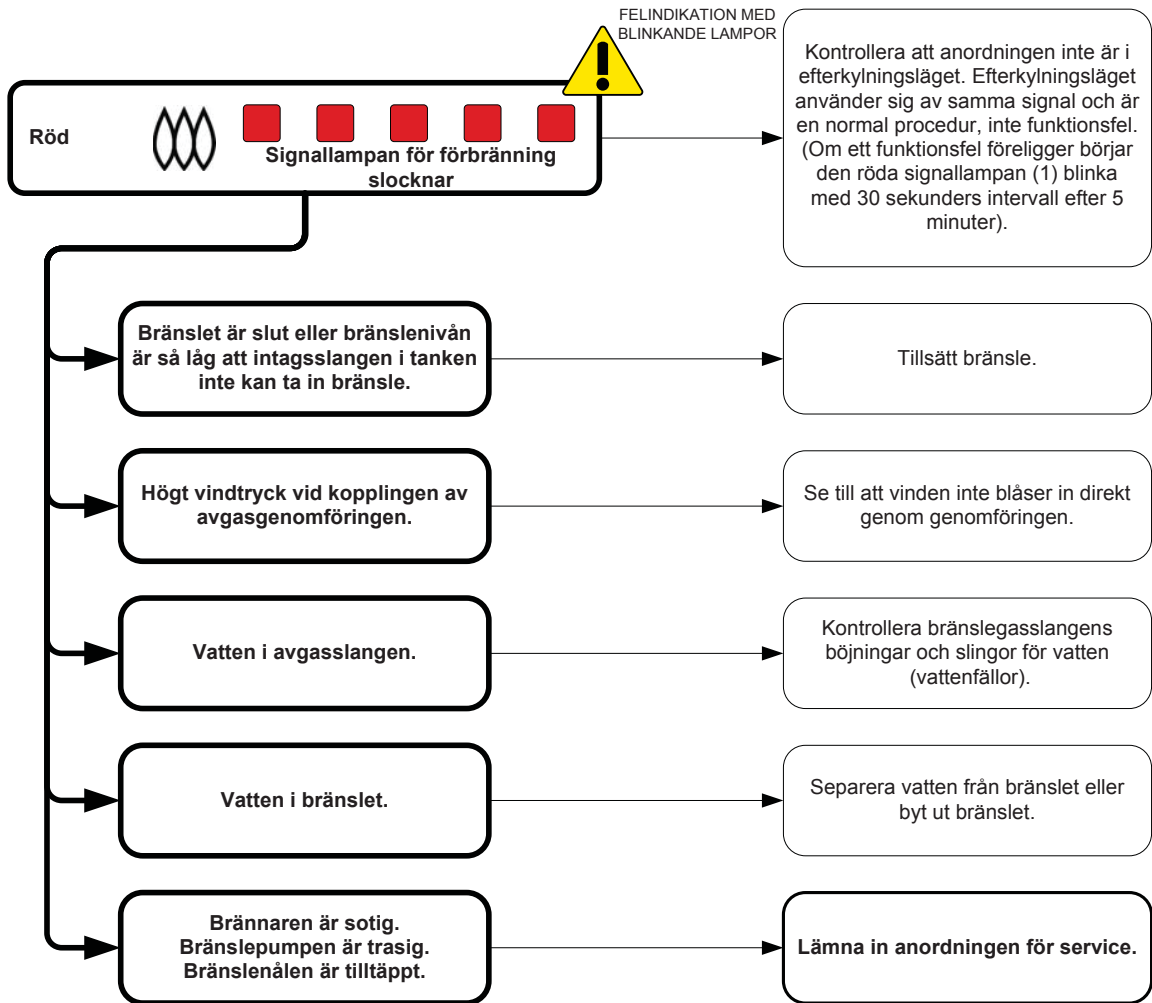 FELINDIKATION MED
BLINKANDE LAMPOR
Röd
Signallampan för förbränning
slocknar
Kontrollera att anordningen inte är i
efterkylningsläget. Efterkylningsläget
använder sig av samma signal och är
en normal procedur, inte funktionsfel.
(Om ett funktionsfel föreligger börjar
den röda signallampan (1) blinka
med 30 sekunders intervall efter 5
minuter).
Bränslet är slut eller bränslenivån
är så låg att intagsslangen i tanken
inte kan ta in bränsle.
Tillsätt bränsle.
Högt vindtryck vid kopplingen av
avgasgenomföringen.
Se till att vinden inte blåser in direkt
genom genomföringen.
Vatten i avgasslangen.
Kontrollera bränslegasslangens
böjningar och slingor för vatten
(vattenfällor).
Vatten i bränslet.
Separera vatten från bränslet eller
byt ut bränslet.
Brännaren är sotig.
Bränslepumpen är trasig.
Bränslenålen är tilltäppt.
Lämna in anordningen för service.